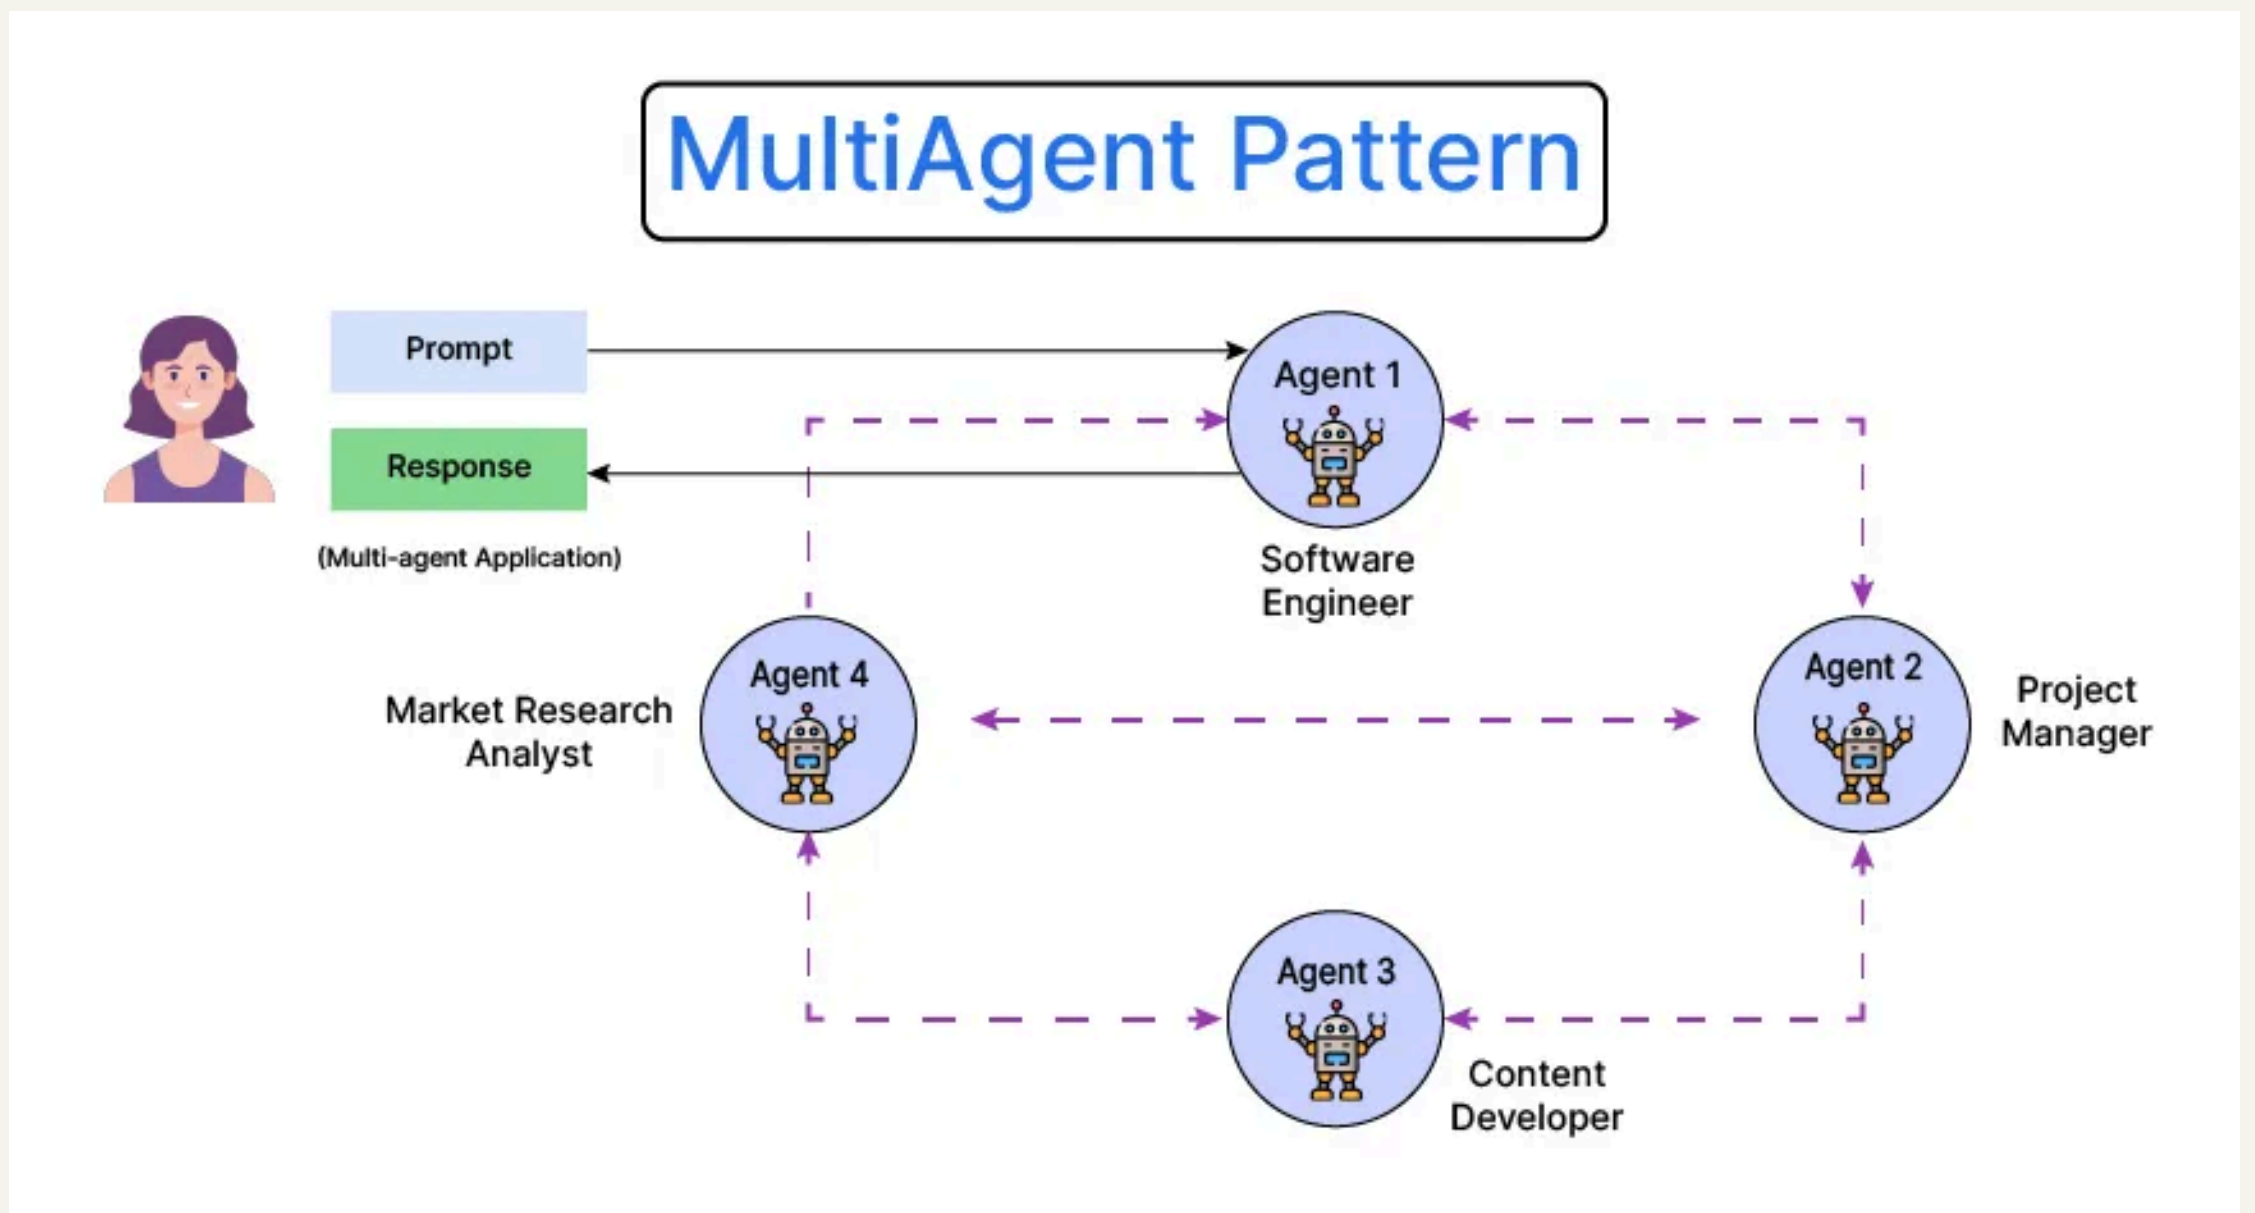 MultiAgent Pattern
Prompt
Response
(Multi-agent Application)
Agent 1
Software
Engineer
Agent 4
Market Research
Analyst
Agent 2
Project
Manager
Agent 3
Content
Developer